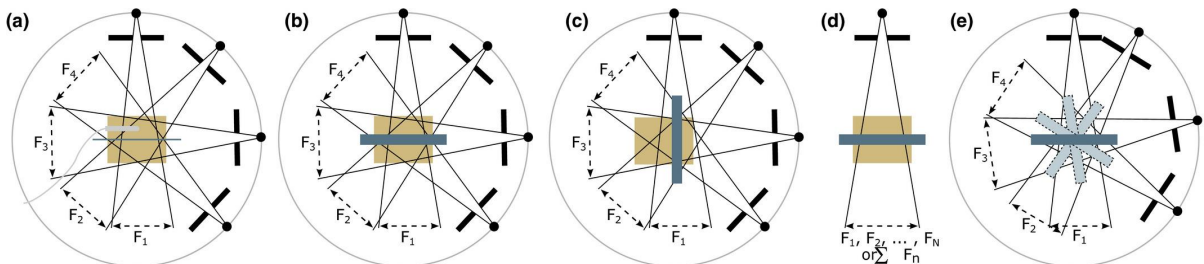 (a)
F4
F3
F2
F1
(b)
F4
F3
F2
F1
(c)
F4
F3
F2
F1
(d)
F1, F2, ... , FN
or∑ Fn
(e)
F4
F3
F2
F1